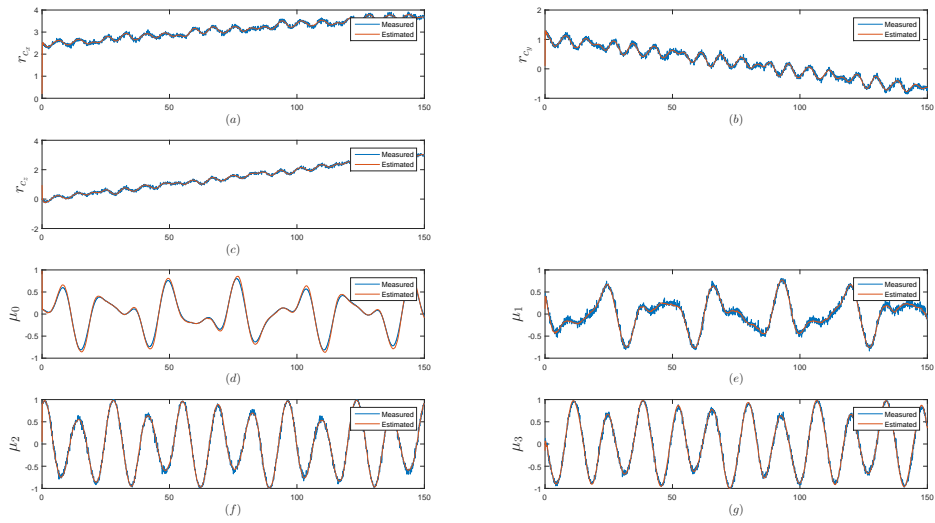 4
3
2
1
0
r_{c_x}
Measured
Estimated
0 50 100 150
(a)
2
1
0
-1
r_{c_y}
Measured
Estimated
0 50 100 150
(b)
4
2
0
-2
r_{c_z}
Measured
Estimated
0 50 100 150
(c)
1
0.5
0
-0.5
-1
μ_0
Measured
Estimated
0 50 100 150
(d)
1
0.5
0
-0.5
-1
μ_1
Measured
Estimated
0 50 100 150
(e)
1
0.5
0
-0.5
-1
μ_2
Measured
Estimated
0 50 100 150
(f)
1
0.5
0
-0.5
-1
μ_3
Measured
Estimated
0 50 100 150
(g)